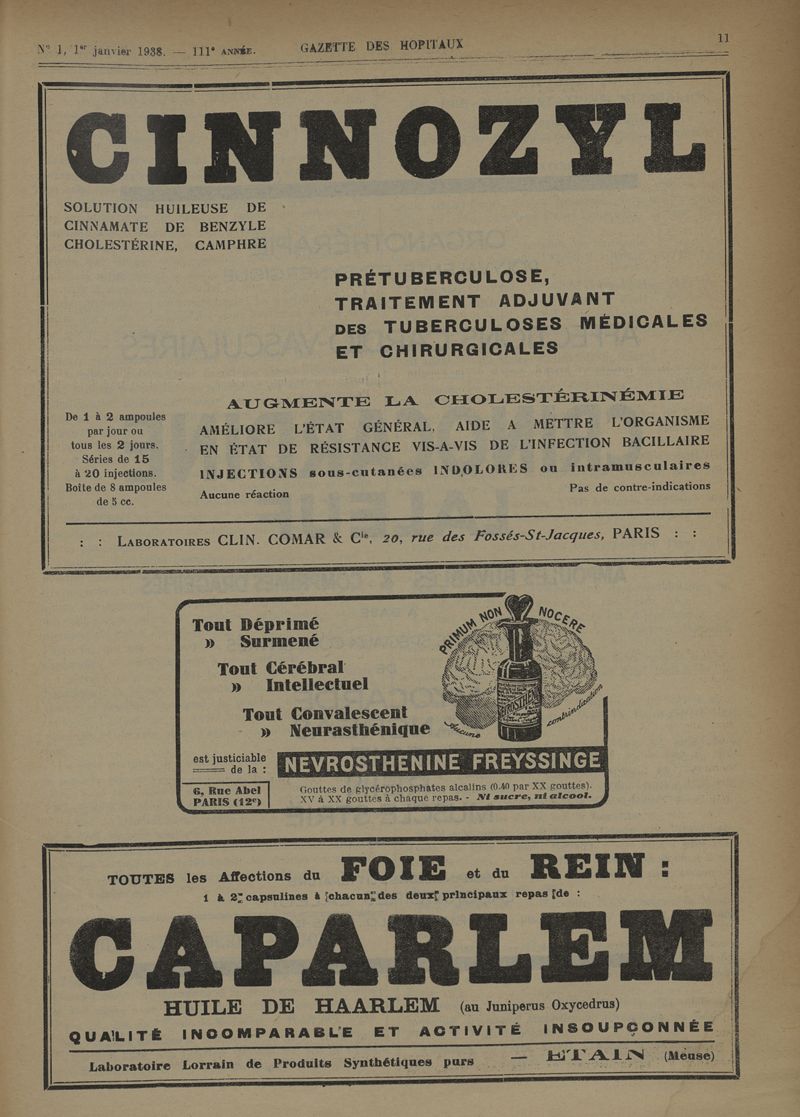 N° 1, 1er janvier 1938. — 111e ANNÉE.
GAZETTE DES HOPITAUX
11
CINNOZYL
SOLUTION HUILEUSE DE
CINNAMATE DE BENZYLE
CHOLESTÉRINE, CAMPHRE
PRÉTUBERCULOSE,
TRAITEMENT ADJUVANT
DES TUBERCULOSES MÉDICALES
ET CHIRURGICALES
De 1 à 2 ampoules
par jour ou
tous les 2 jours.
Séries de 15
à 20 injections.
Boîte de 8 ampoules
de 5 cc.
AUGMENTE LA CHOLESTÉRINÉMIE
AMÉLIORE L'ÉTAT GÉNÉRAL, AIDE A METTRE L'ORGANISME
EN ÉTAT DE RÉSISTANCE VIS-A-VIS DE L'INFECTION BACILLAIRE
INJECTIONS sous-cutanées INDOLORES ou intramusculaires
Aucune réaction Pas de contre-indications
: : LABORATOIRES CLIN. COMAR & Cie, 20, rue des Fossés-St-Jacques, PARIS : :
Tout Déprimé
» Surmené
Tout Cérébral
» Intellectuel
Tout Convalescent
» Neurasthénique
PRIMUM NON NOCERE
Aucune contrindication
est justiciable
de la :
NEVROSTHENINE FREYSSINGE
6, Rue Abel
PARIS (12e)
Gouttes de glycérophosphates alcalins (0.40 par XX gouttes).
XV à XX gouttes à chaque repas. - Ni sucre, ni alcool.
TOUTES les Affections du FOIE et du REIN :
1 à 2 capsulines à chacun des deux principaux repas de :
CAPARLEM
HUILE DE HAARLEM (au Juniperus Oxycedrus)
QUALITÉ INCOMPARABLE ET ACTIVITÉ INSOUPÇONNÉE
Laboratoire Lorrain de Produits Synthétiques purs — ETAIN (Meuse)